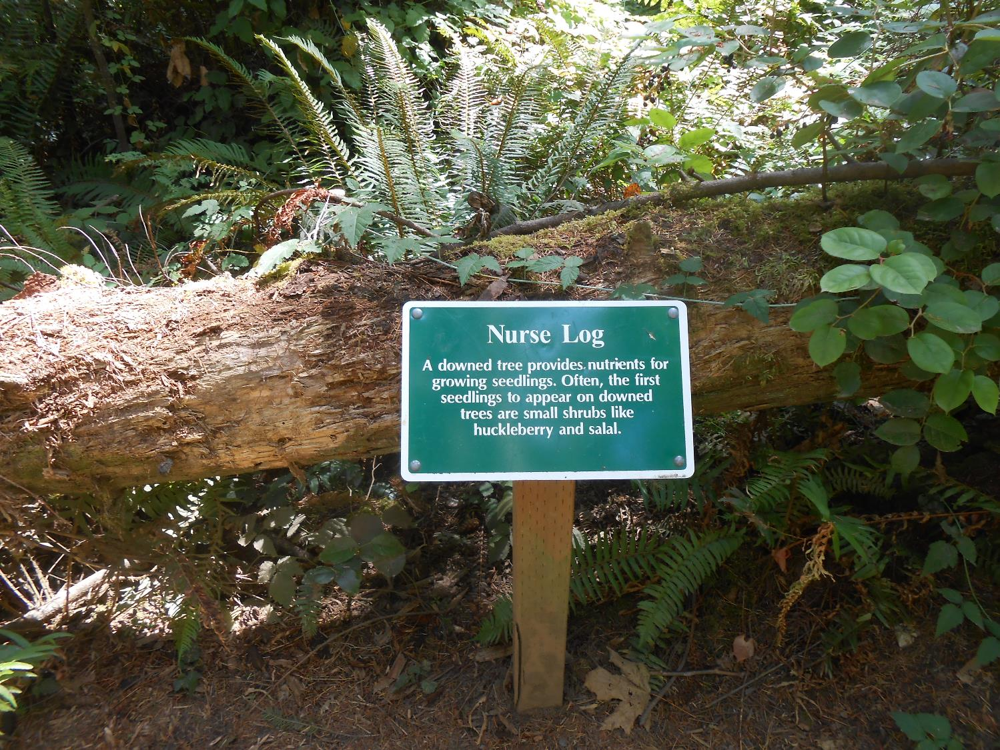 Nurse Log
A downed tree provides nutrients for
growing seedlings. Often, the first
seedlings to appear on downed
trees are small shrubs like
huckleberry and salal.